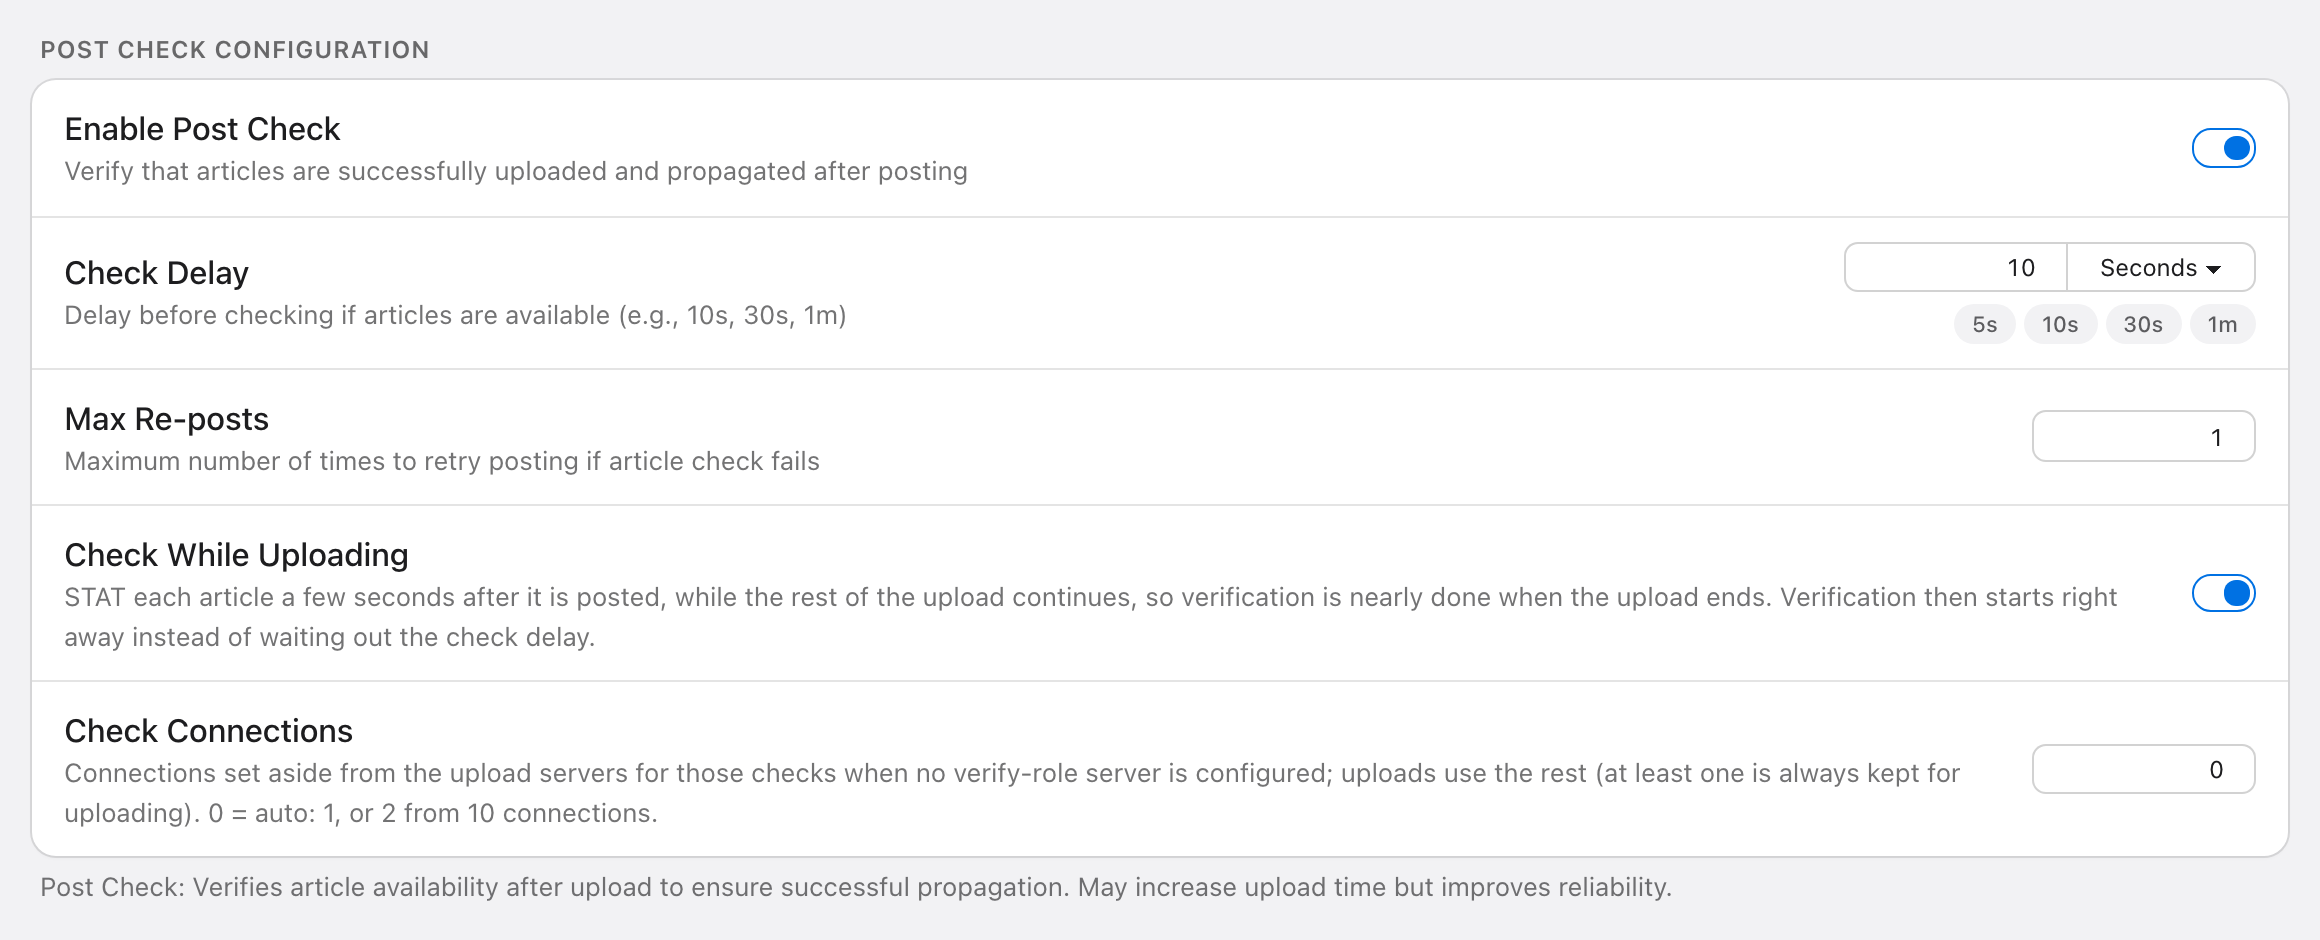 POST CHECK CONFIGURATION
Enable Post Check
Verify that articles are successfully uploaded and propagated after posting
Check Delay
Delay before checking if articles are available (e.g., 10s, 30s, 1m)
10 Seconds
5s 10s 30s 1m
Max Re-posts
Maximum number of times to retry posting if article check fails
1
Check While Uploading
STAT each article a few seconds after it is posted, while the rest of the upload continues, so verification is nearly done when the upload ends. Verification then starts right
away instead of waiting out the check delay.
Check Connections
Connections set aside from the upload servers for those checks when no verify-role server is configured; uploads use the rest (at least one is always kept for
uploading). 0 = auto: 1, or 2 from 10 connections.
0
Post Check: Verifies article availability after upload to ensure successful propagation. May increase upload time but improves reliability.